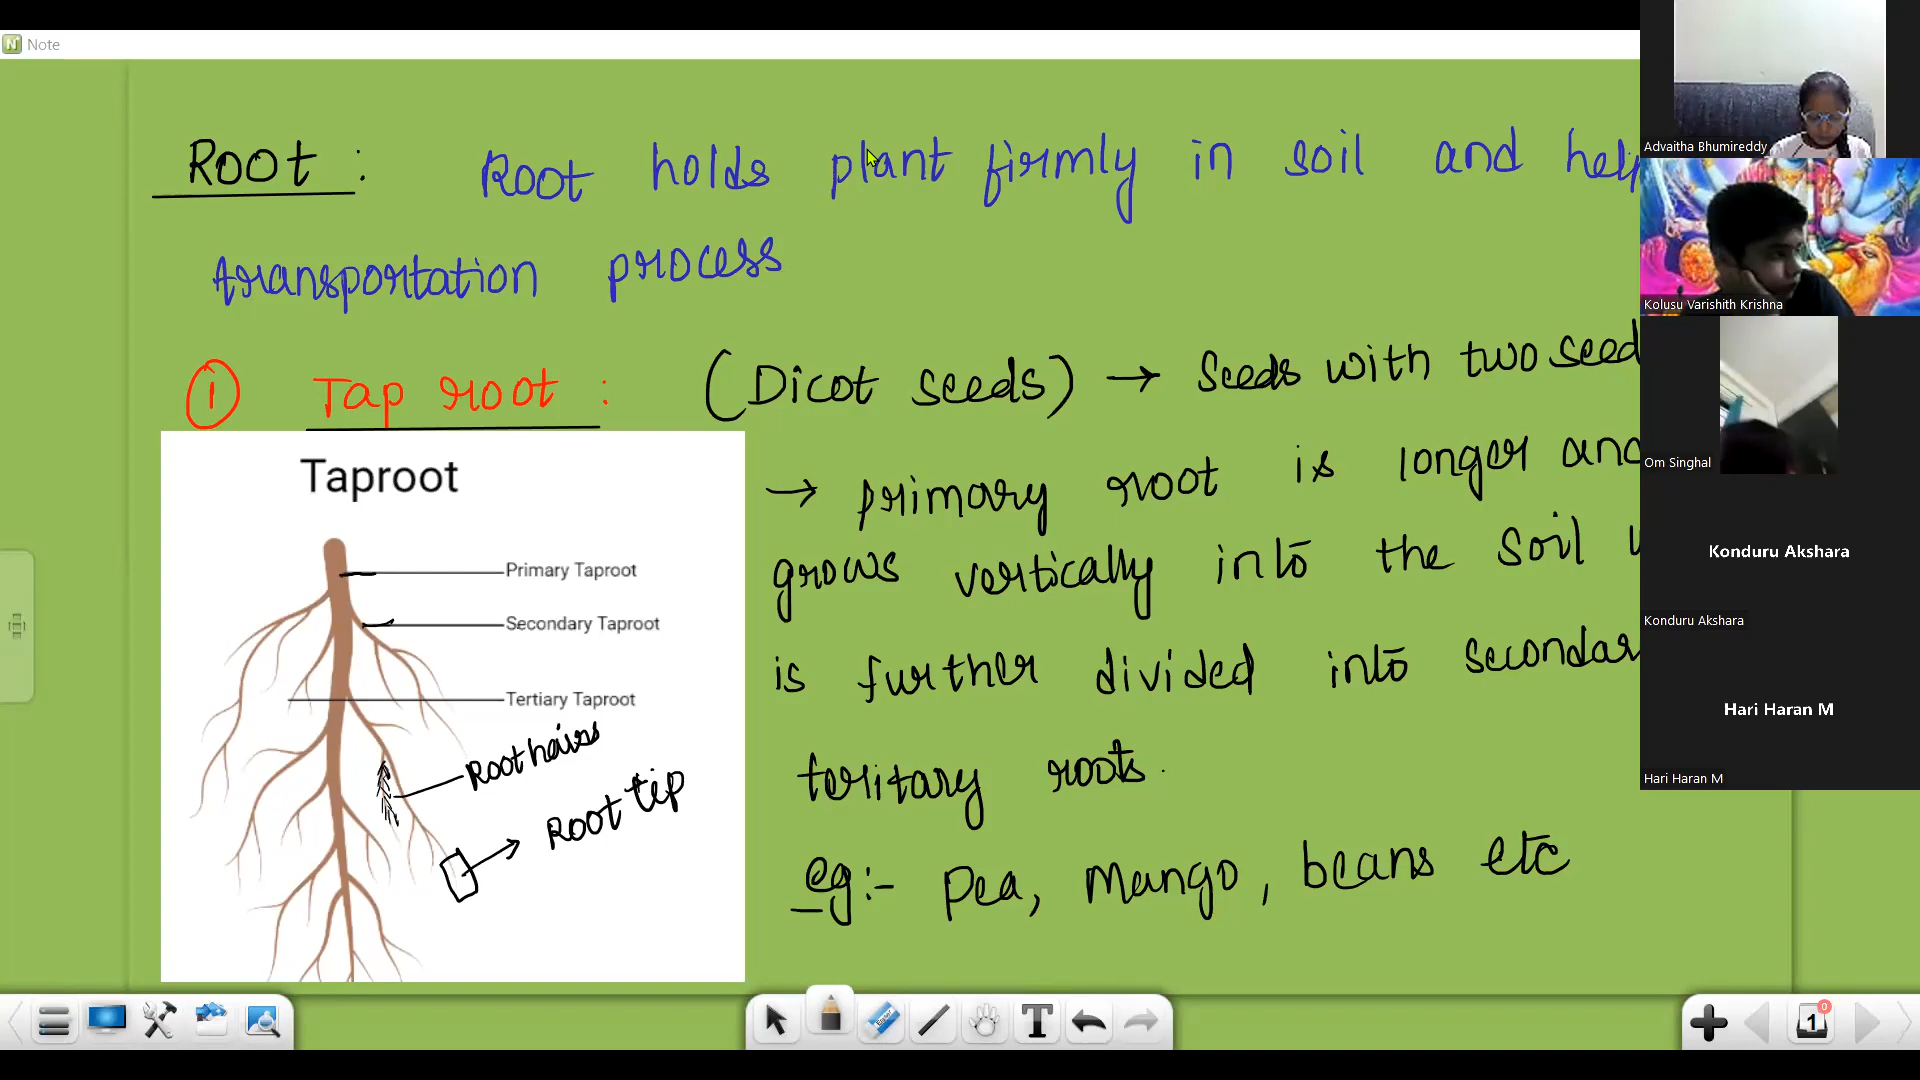 Note
Root : Root holds plant firmly in soil and help
transportation process
1 Tap root : (Dicot seeds) → Seeds with two seed
Taproot
Primary Taproot
Secondary Taproot
Tertiary Taproot
Root hairs
Root tip
→ primary root is longer and
grows vertically into the soil
is further divided into secondar
teritary roots.
eg:- Pea, Mango, beans etc
Advaitha Bhumireddy
Kolusu Varishith Krishna
Om Singhal
Konduru Akshara
Konduru Akshara
Hari Haran M
Hari Haran M
T
1
0